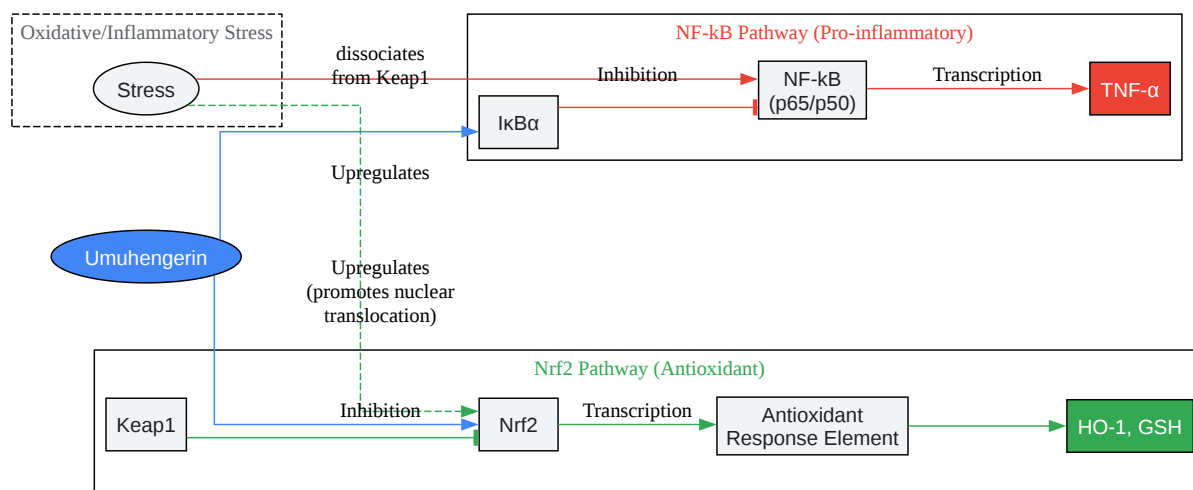 Oxidative/Inflammatory Stress
Stress
dissociates
from Keap1
NF-kB Pathway (Pro-inflammatory)
Inhibition
NF-kB
(p65/p50)
Transcription
TNF-α
IκBα
Upregulates
Umuhengerin
Upregulates
(promotes nuclear
translocation)
Nrf2 Pathway (Antioxidant)
Keap1
Inhibition
Nrf2
Transcription
Antioxidant
Response Element
HO-1, GSH